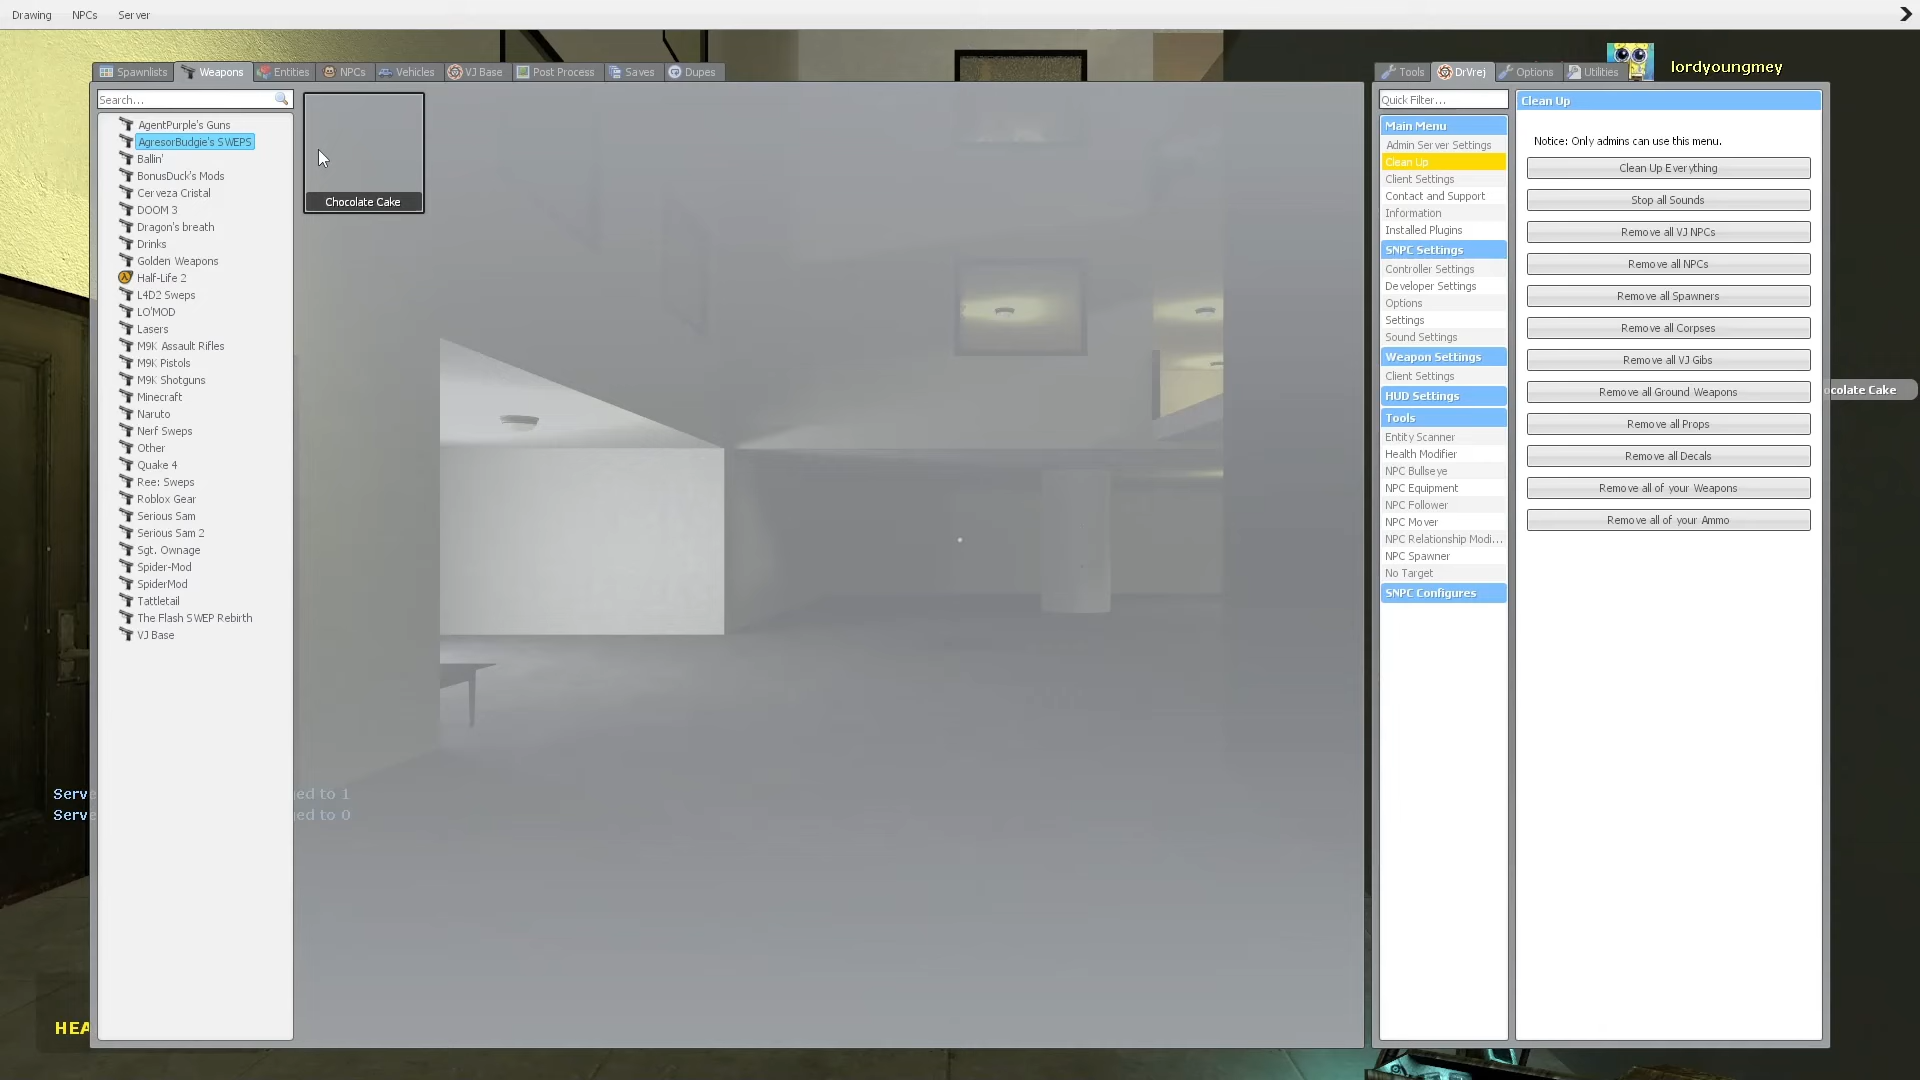 Drawing NPCs Server
lordyoungmey
Spawnlists Weapons Entities NPCs Vehicles VJ Base Post Process Saves Dupes
Tools DrVrej Options Utilities
Search...
AgentPurple's Guns
AgresorBudgie's SWEPS
Ballin'
BonusDuck's Mods
Cerveza Cristal
DOOM 3
Dragon's breath
Drinks
Golden Weapons
Half-Life 2
L4D2 Sweps
LO'MOD
Lasers
M9K Assault Rifles
M9K Pistols
M9K Shotguns
Minecraft
Naruto
Nerf Sweps
Other
Quake 4
Ree: Sweps
Roblox Gear
Serious Sam
Serious Sam 2
Sgt. Ownage
Spider-Mod
SpiderMod
Tattletail
The Flash SWEP Rebirth
VJ Base
Chocolate Cake
Quick Filter...
Main Menu
Admin Server Settings
Clean Up
Client Settings
Contact and Support
Information
Installed Plugins
SNPC Settings
Controller Settings
Developer Settings
Options
Settings
Sound Settings
Weapon Settings
Client Settings
HUD Settings
Tools
Entity Scanner
Health Modifier
NPC Bullseye
NPC Equipment
NPC Follower
NPC Mover
NPC Relationship Modi...
NPC Spawner
No Target
SNPC Configures
Clean Up
Notice: Only admins can use this menu.
Clean Up Everything
Stop all Sounds
Remove all VJ NPCs
Remove all NPCs
Remove all Spawners
Remove all Corpses
Remove all VJ Gibs
Remove all Ground Weapons
Remove all Props
Remove all Decals
Remove all of your Weapons
Remove all of your Ammo
ocolate Cake
Serve ged to 1
Serve ged to 0
HEA